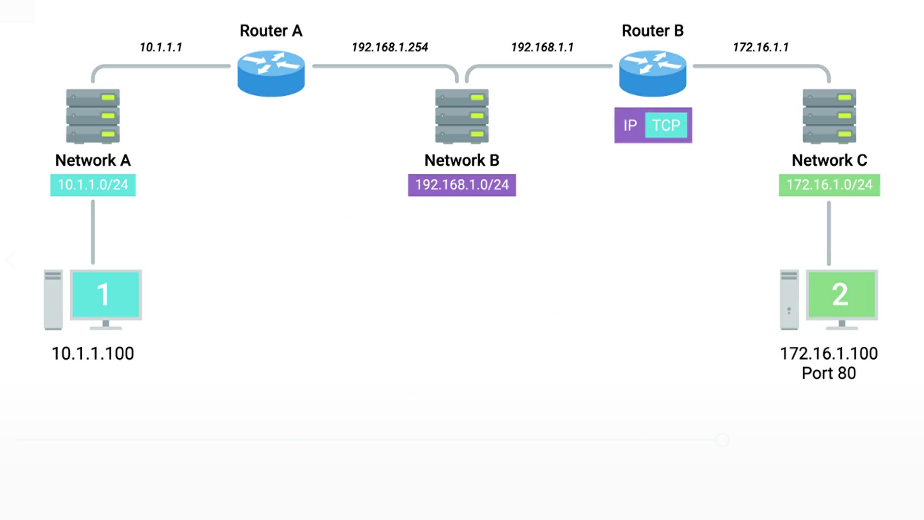 Router A
Router B
10.1.1.1
192.168.1.254
192.168.1.1
172.16.1.1
IP TCP
Network A
Network B
Network C
10.1.1.0/24
192.168.1.0/24
172.16.1.0/24
1
2
10.1.1.100
172.16.1.100
Port 80